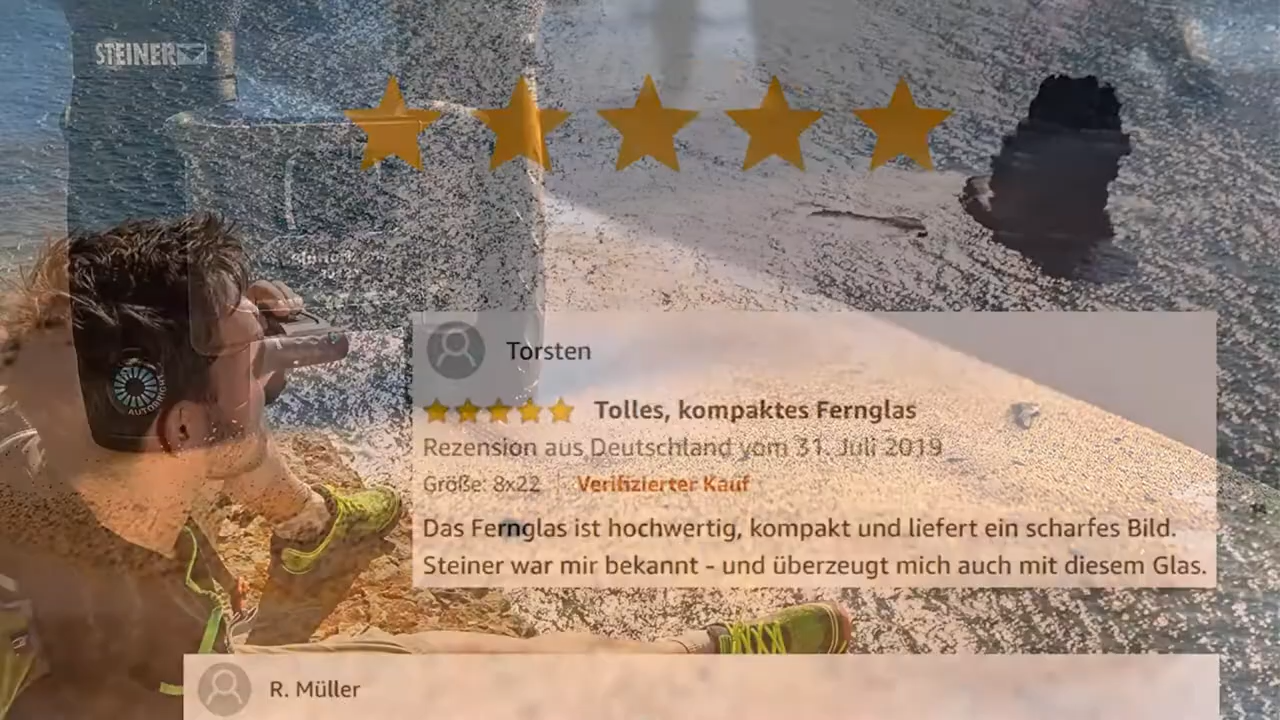 STEINER
AUTOBRIGHT
Torsten
Tolles, kompaktes Fernglas
Rezension aus Deutschland vom 31. Juli 2019
Größe: 8x22 | Verifizierter Kauf
Das Fernglas ist hochwertig, kompakt und liefert ein scharfes Bild.
Steiner war mir bekannt - und überzeugt mich auch mit diesem Glas.
R. Müller